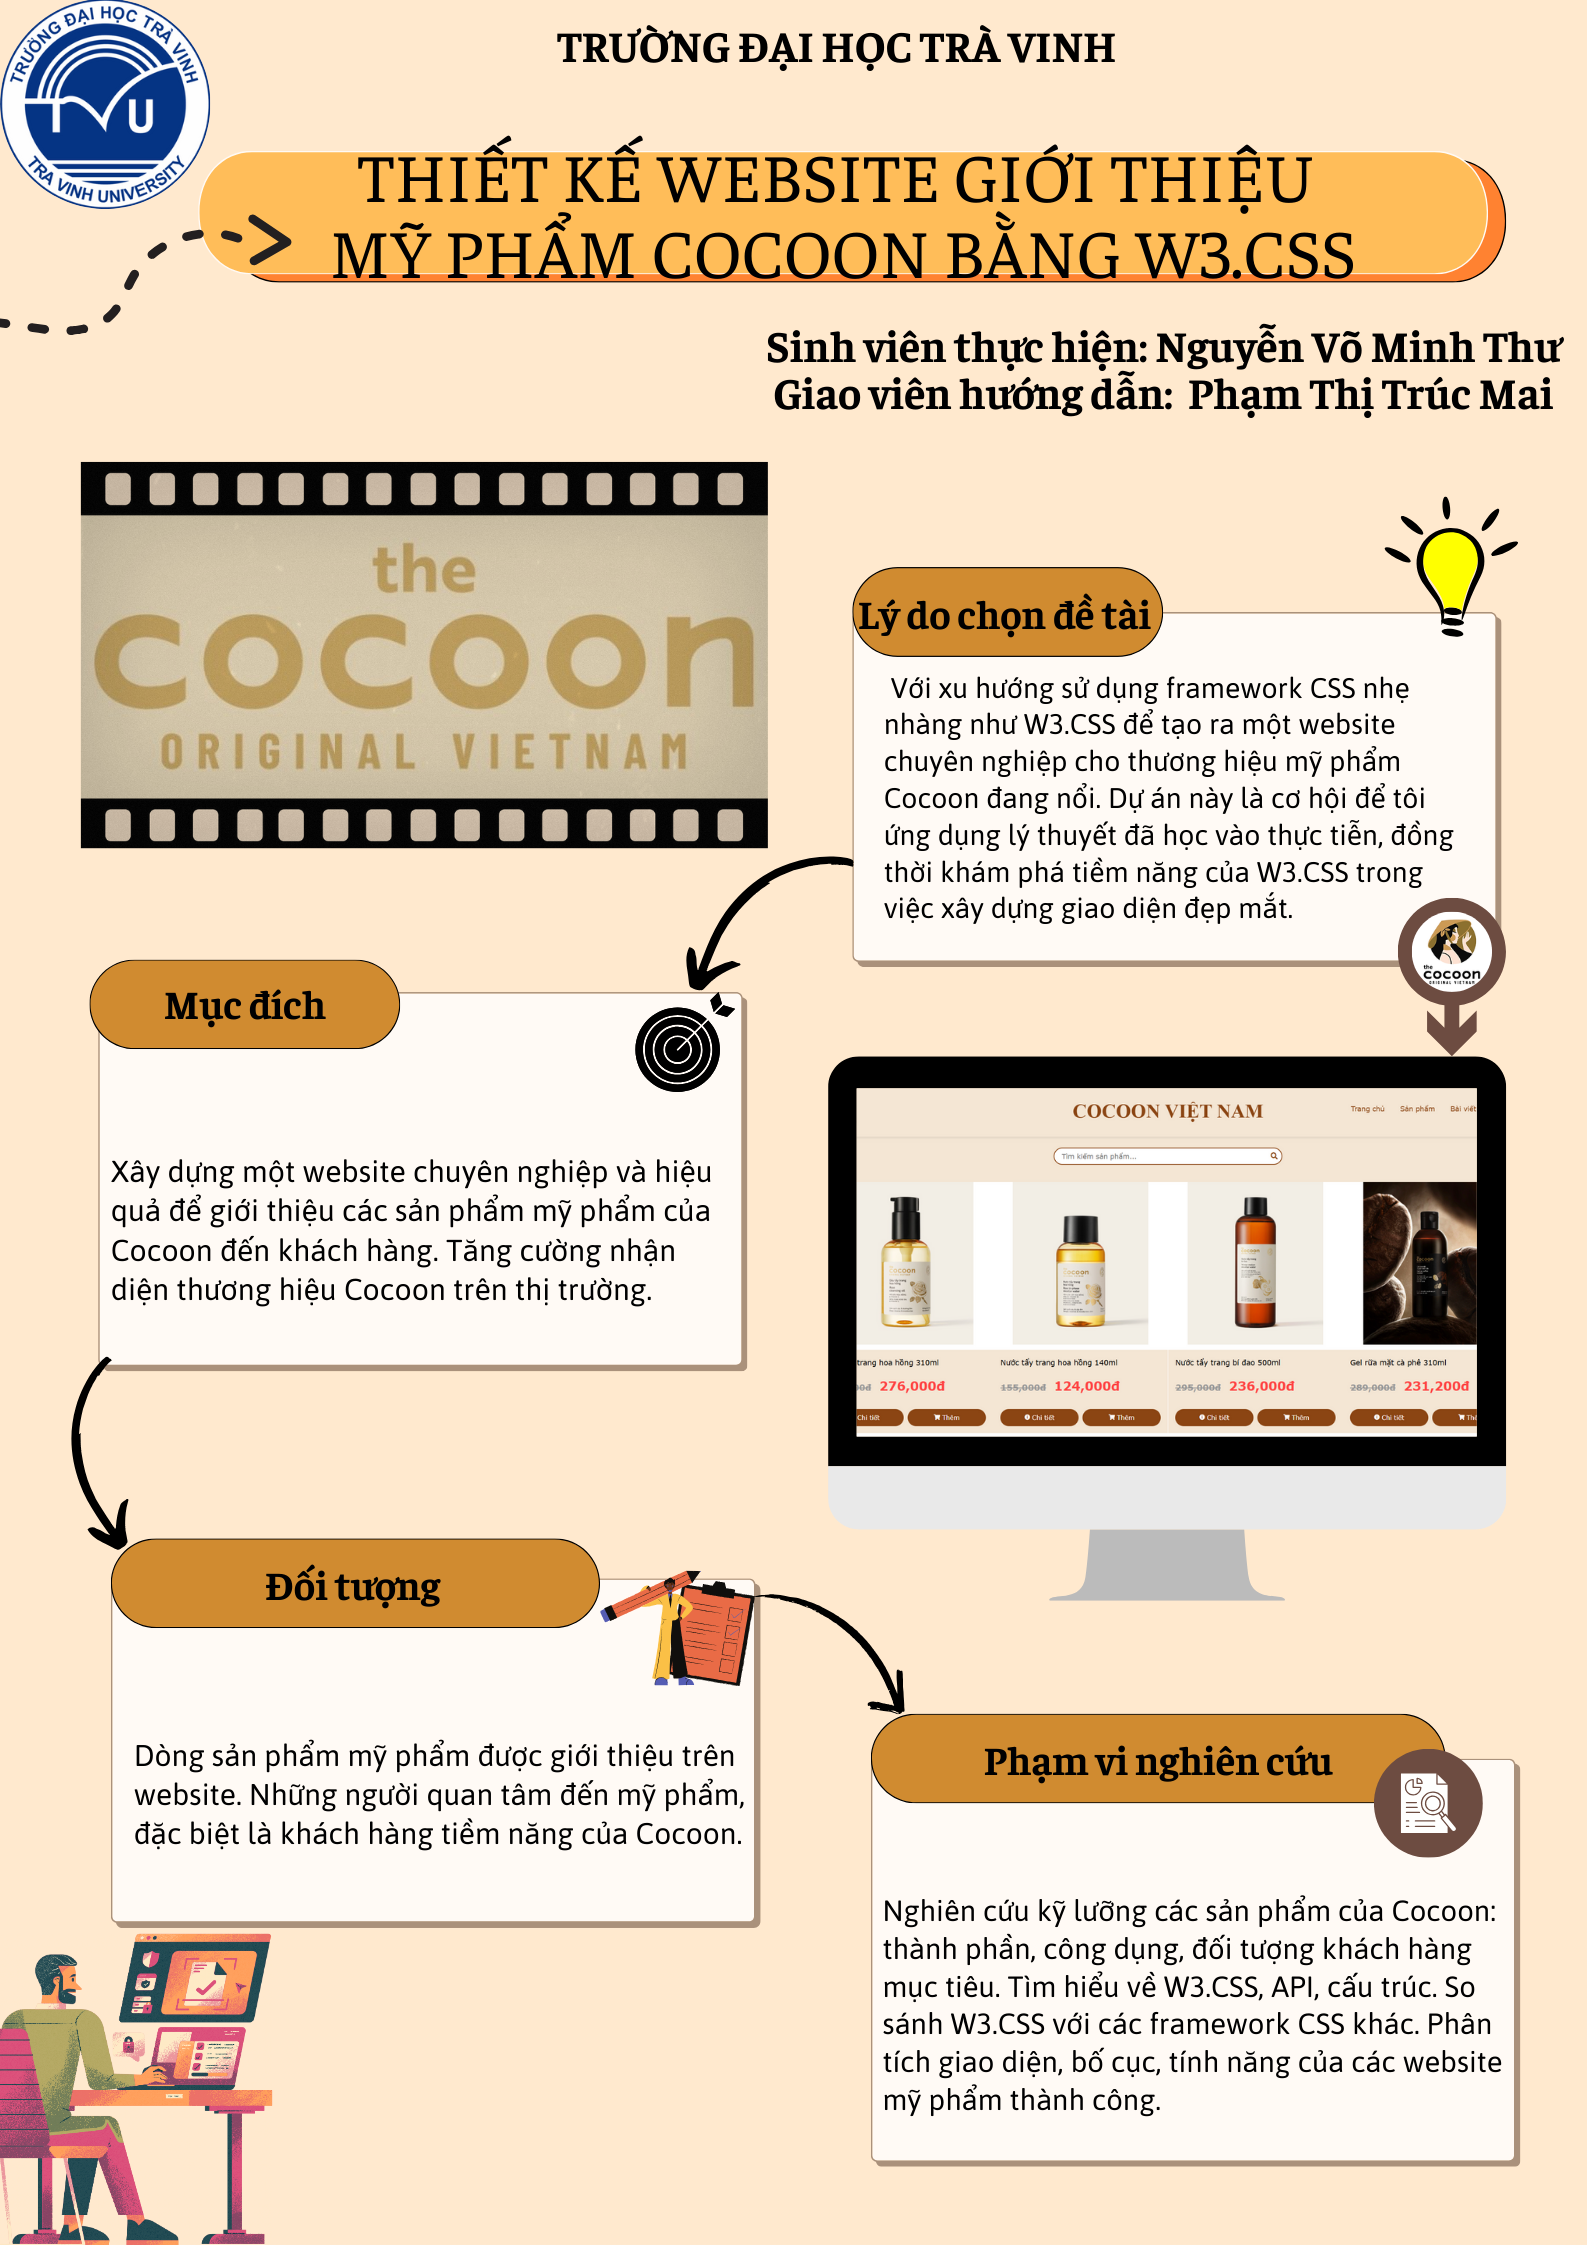 TRƯỜNG ĐẠI HỌC TRÀ VINH
T V U
TRA VINH UNIVERSITY
TRƯỜNG ĐẠI HỌC TRÀ VINH
THIẾT KẾ WEBSITE GIỚI THIỆU
MỸ PHẨM COCOON BẰNG W3.CSS
Sinh viên thực hiện: Nguyễn Võ Minh Thư
Giao viên hướng dẫn: Phạm Thị Trúc Mai
the
cocoon
ORIGINAL VIETNAM
Lý do chọn đề tài
Với xu hướng sử dụng framework CSS nhẹ
nhàng như W3.CSS để tạo ra một website
chuyên nghiệp cho thương hiệu mỹ phẩm
Cocoon đang nổi. Dự án này là cơ hội để tôi
ứng dụng lý thuyết đã học vào thực tiễn, đồng
thời khám phá tiềm năng của W3.CSS trong
việc xây dựng giao diện đẹp mắt.
the
cocoon
ORIGINAL VIETNAM
Mục đích
Xây dựng một website chuyên nghiệp và hiệu
quả để giới thiệu các sản phẩm mỹ phẩm của
Cocoon đến khách hàng. Tăng cường nhận
diện thương hiệu Cocoon trên thị trường.
COCOON VIỆT NAM
Trang chủ Sản phẩm Bài viết
Tìm kiếm sản phẩm...
cocoon
cocoon
trang hoa hồng 310ml
Nước tẩy trang hoa hồng 140ml
Nước tẩy trang bí đao 500ml
Gel rửa mặt cà phê 310ml
276,000đ
155,000đ 124,000đ
295,000đ 236,000đ
289,000đ 231,200đ
Chi tiết Thêm
Chi tiết Thêm
Chi tiết Thêm
Chi tiết
Đối tượng
Dòng sản phẩm mỹ phẩm được giới thiệu trên
website. Những người quan tâm đến mỹ phẩm,
đặc biệt là khách hàng tiềm năng của Cocoon.
Phạm vi nghiên cứu
Nghiên cứu kỹ lưỡng các sản phẩm của Cocoon:
thành phần, công dụng, đối tượng khách hàng
mục tiêu. Tìm hiểu về W3.CSS, API, cấu trúc. So
sánh W3.CSS với các framework CSS khác. Phân
tích giao diện, bố cục, tính năng của các website
mỹ phẩm thành công.